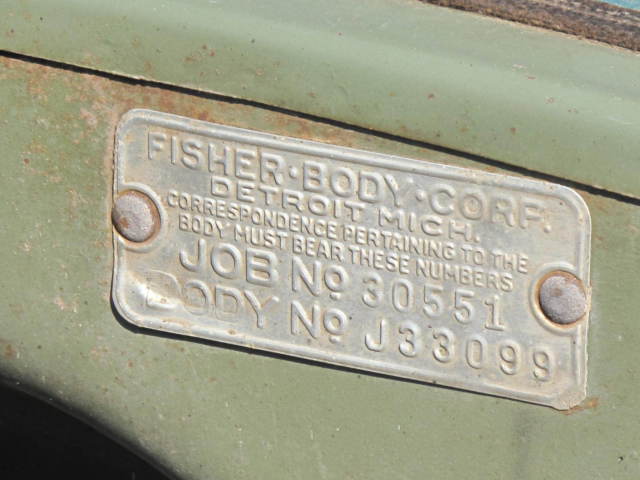 FISHER·BODY·CORP.
DETROIT MICH.
CORRESPONDENCE PERTAINING TO THE
BODY MUST BEAR THESE NUMBERS
JOB Nº 30551
BODY Nº J33099